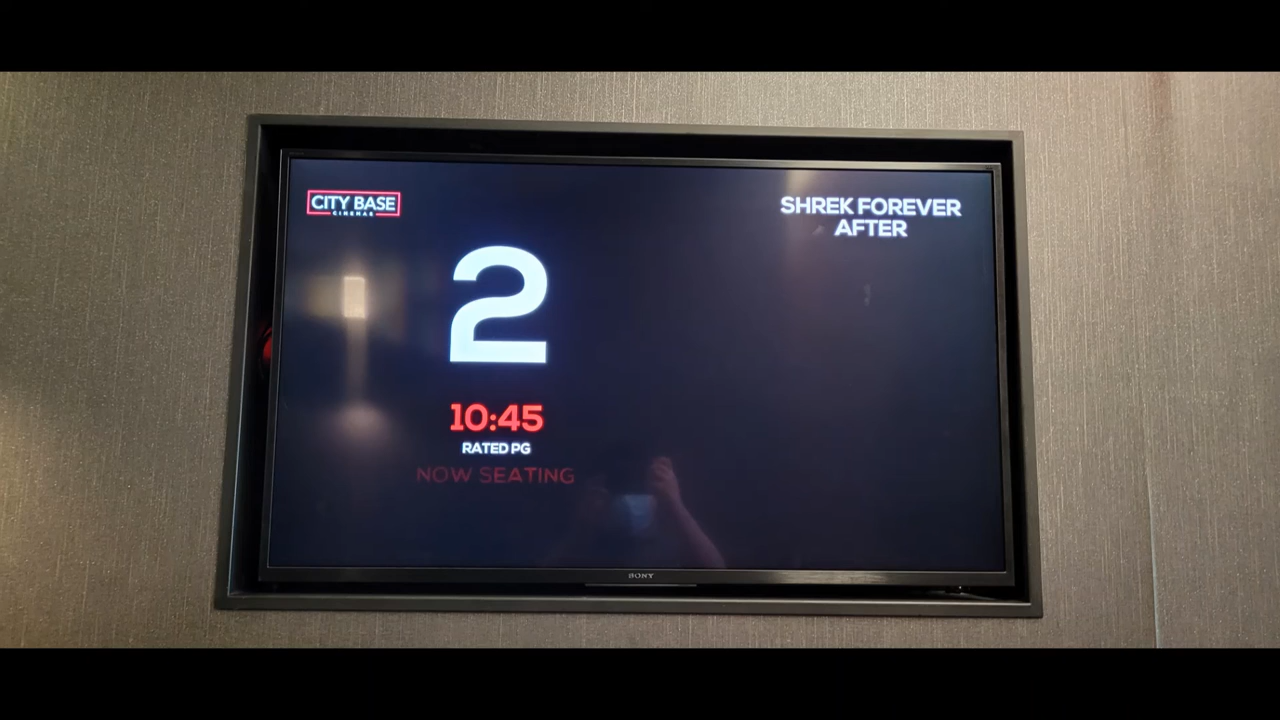 CITY BASE
CINEMAS
SHREK FOREVER
AFTER
2
10:45
RATED PG
NOW SEATING
SONY